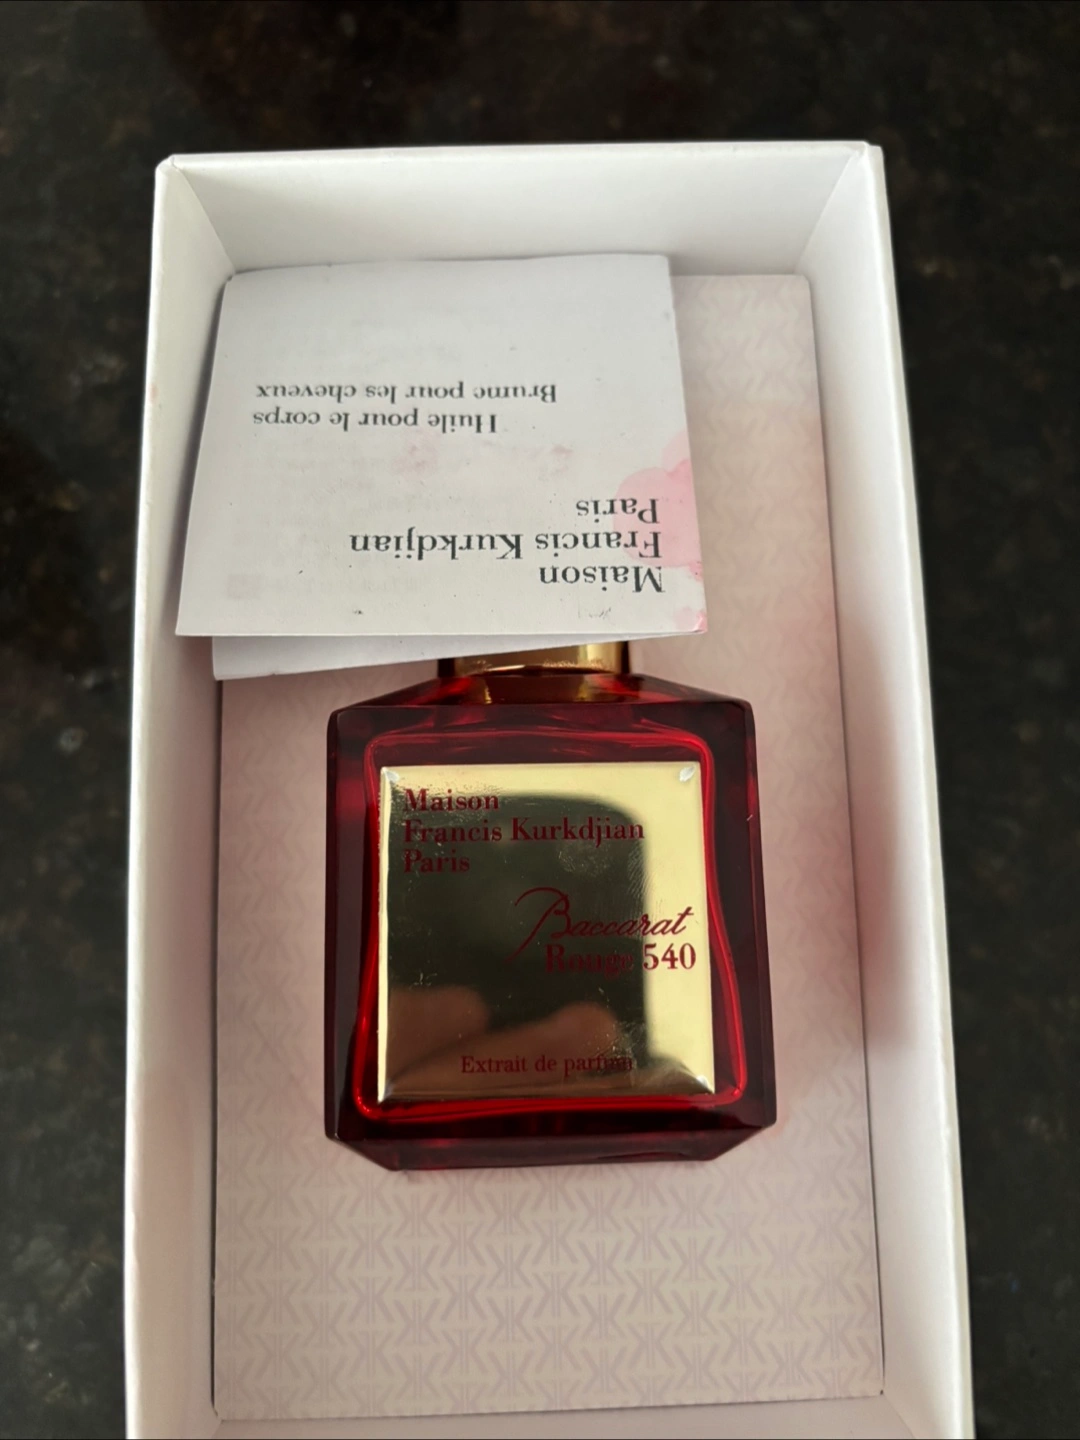 Maison
Francis Kurkdjian
Paris
Huile pour le corps
Brume pour les cheveux
Maison
Francis Kurkdjian
Paris
Baccarat
Rouge 540
Extrait de parfum